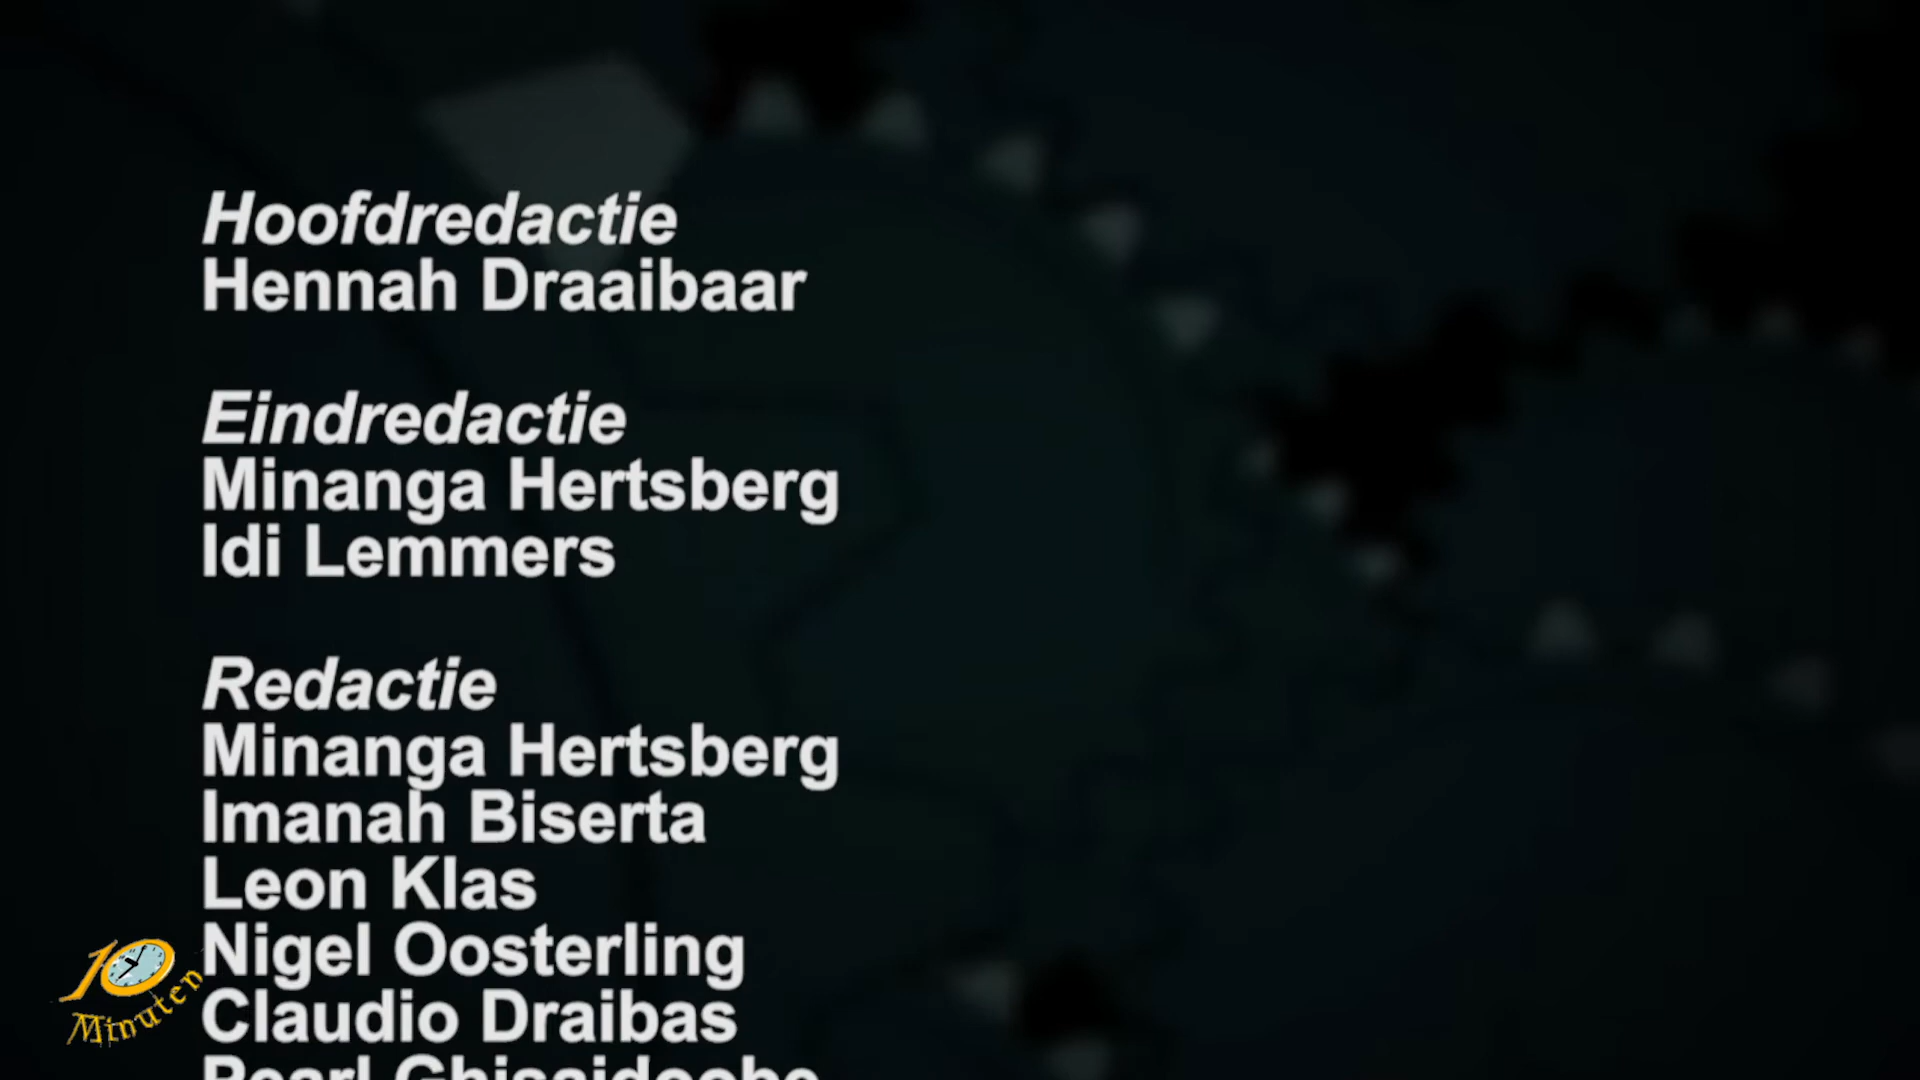 Hoofdredactie
Hennah Draaibaar
Eindredactie
Minanga Hertsberg
Idi Lemmers
Redactie
Minanga Hertsberg
Imanah Biserta
Leon Klas
Nigel Oosterling
Claudio Draibas
Pearl
10
Minuten